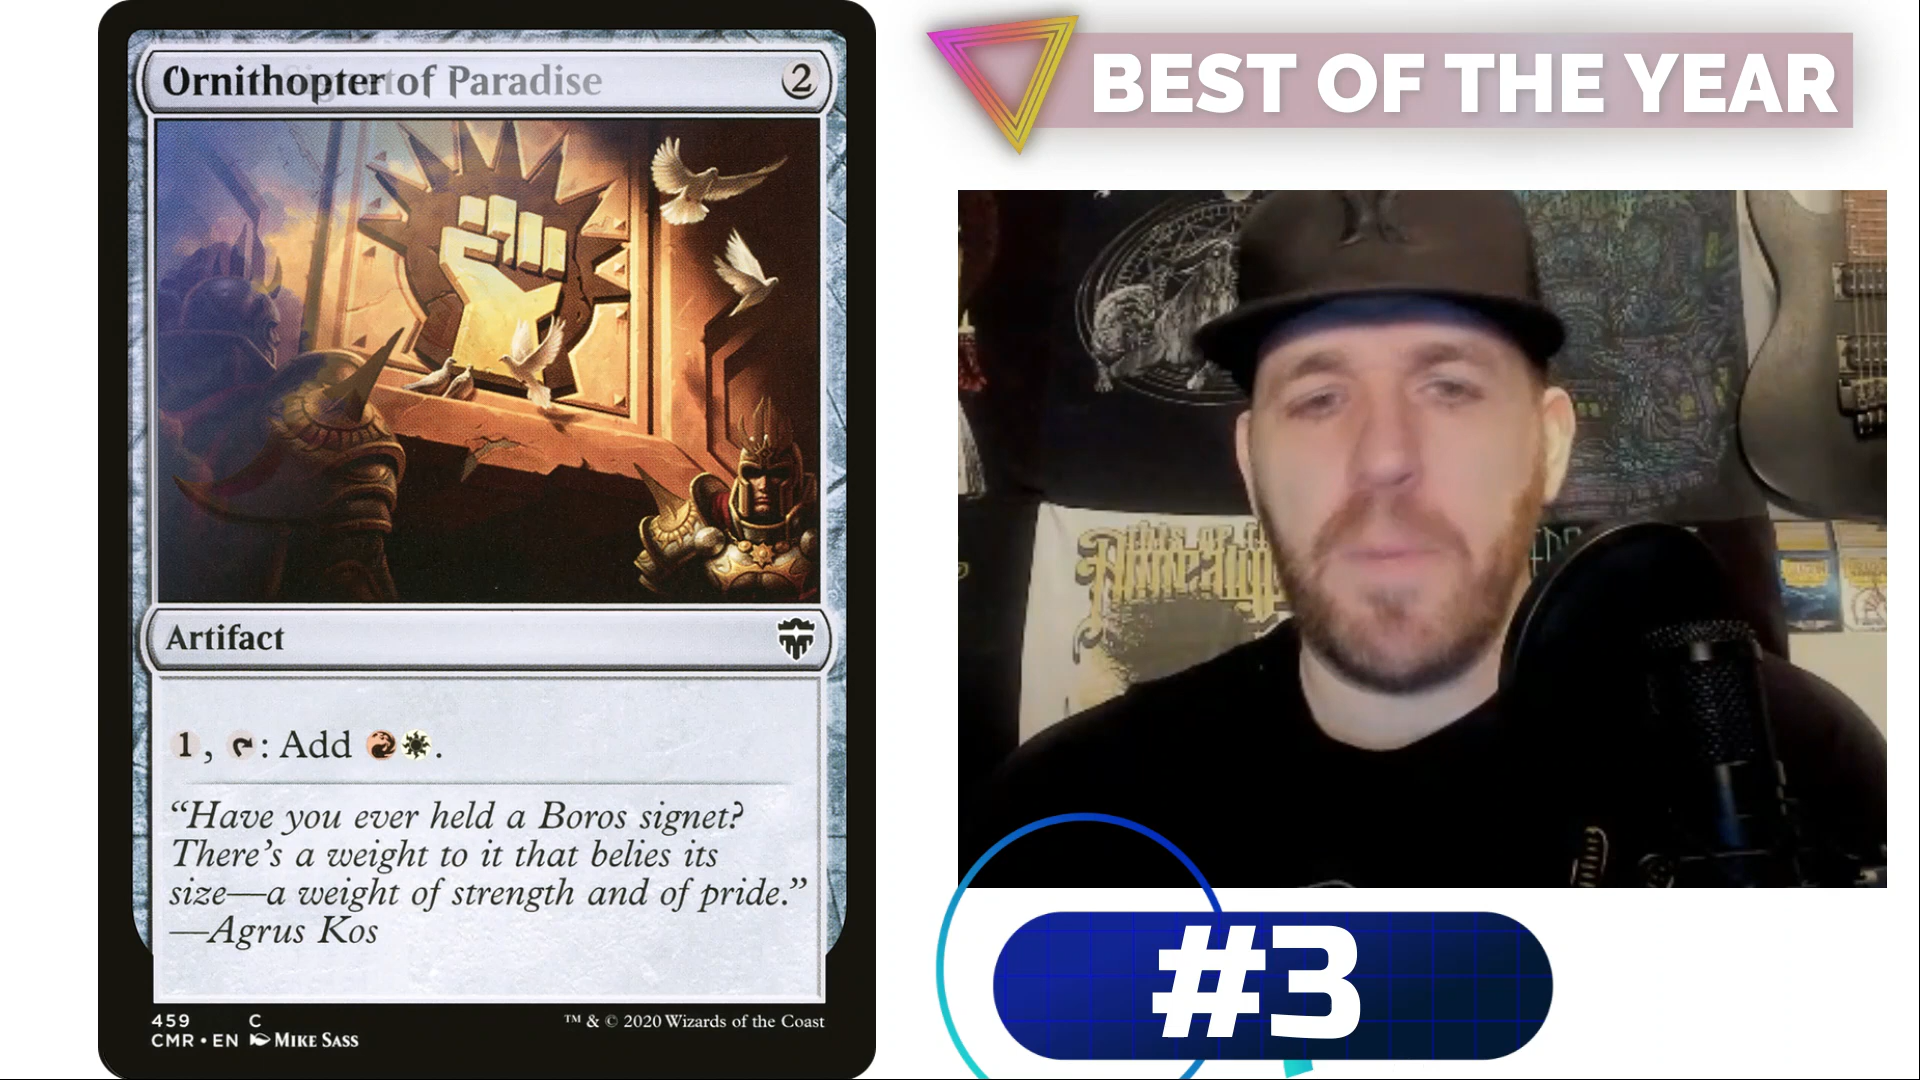 Ornithopter of Paradise
2
BEST OF THE YEAR
Artifact
1, : Add .
“Have you ever held a Boros signet?
There’s a weight to it that belies its
size—a weight of strength and of pride.”
—Agrus Kos
459 C
CMR • EN MIKE SASS
™ & © 2020 Wizards of the Coast
#3